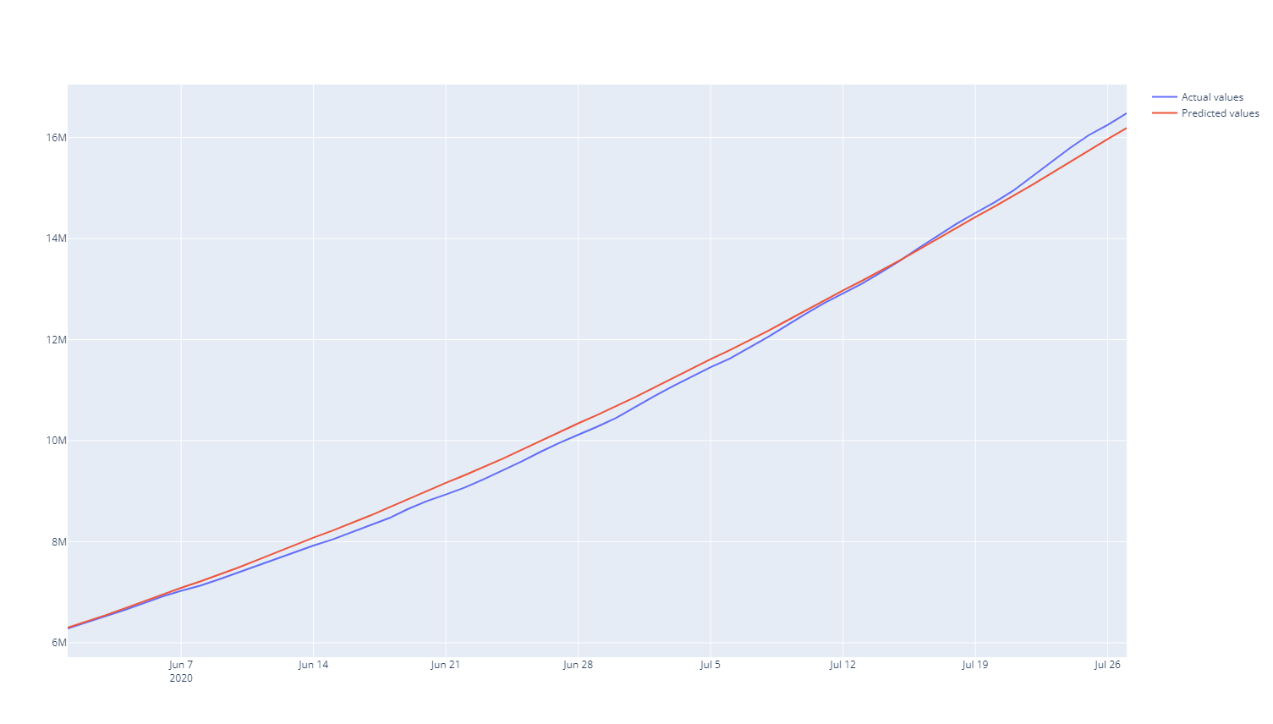 Actual values
Predicted values
16M
14M
12M
10M
8M
6M
Jun 7
2020
Jun 14
Jun 21
Jun 28
Jul 5
Jul 12
Jul 19
Jul 26